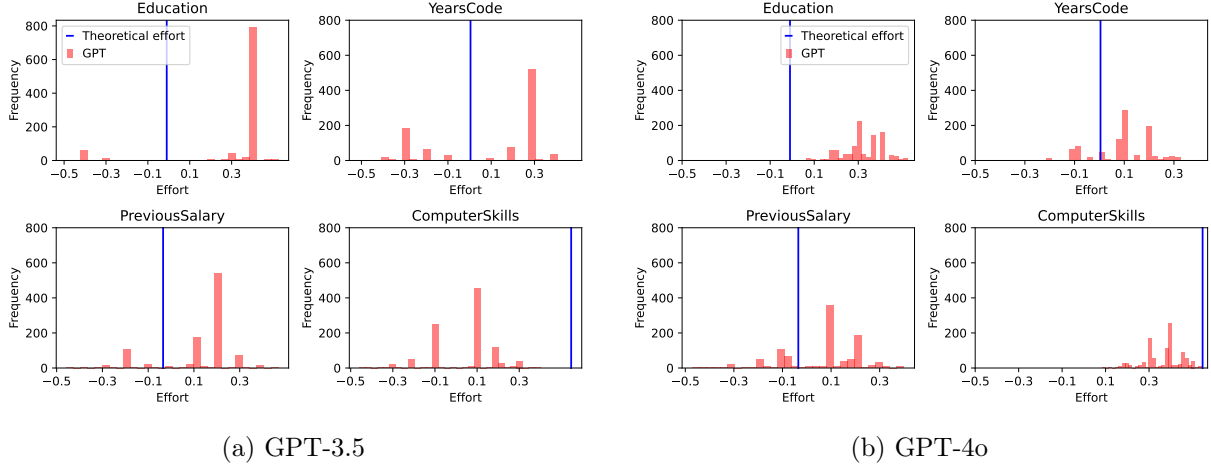 Education
Frequency
800
600
400
200
0
Theoretical effort
GPT
−0.5 −0.3 −0.1 0.1 0.3
Effort
YearsCode
Frequency
800
600
400
200
0
−0.5 −0.3 −0.1 0.1 0.3
Effort
PreviousSalary
Frequency
800
600
400
200
0
−0.5 −0.3 −0.1 0.1 0.3
Effort
ComputerSkills
Frequency
800
600
400
200
0
−0.5 −0.3 −0.1 0.1 0.3
Effort
(a) GPT-3.5
Education
Frequency
800
600
400
200
0
Theoretical effort
GPT
−0.5 −0.3 −0.1 0.1 0.3
Effort
YearsCode
Frequency
800
600
400
200
0
−0.5 −0.3 −0.1 0.1 0.3
Effort
PreviousSalary
Frequency
800
600
400
200
0
−0.5 −0.3 −0.1 0.1 0.3
Effort
ComputerSkills
Frequency
800
600
400
200
0
−0.5 −0.3 −0.1 0.1 0.3
Effort
(b) GPT-4o